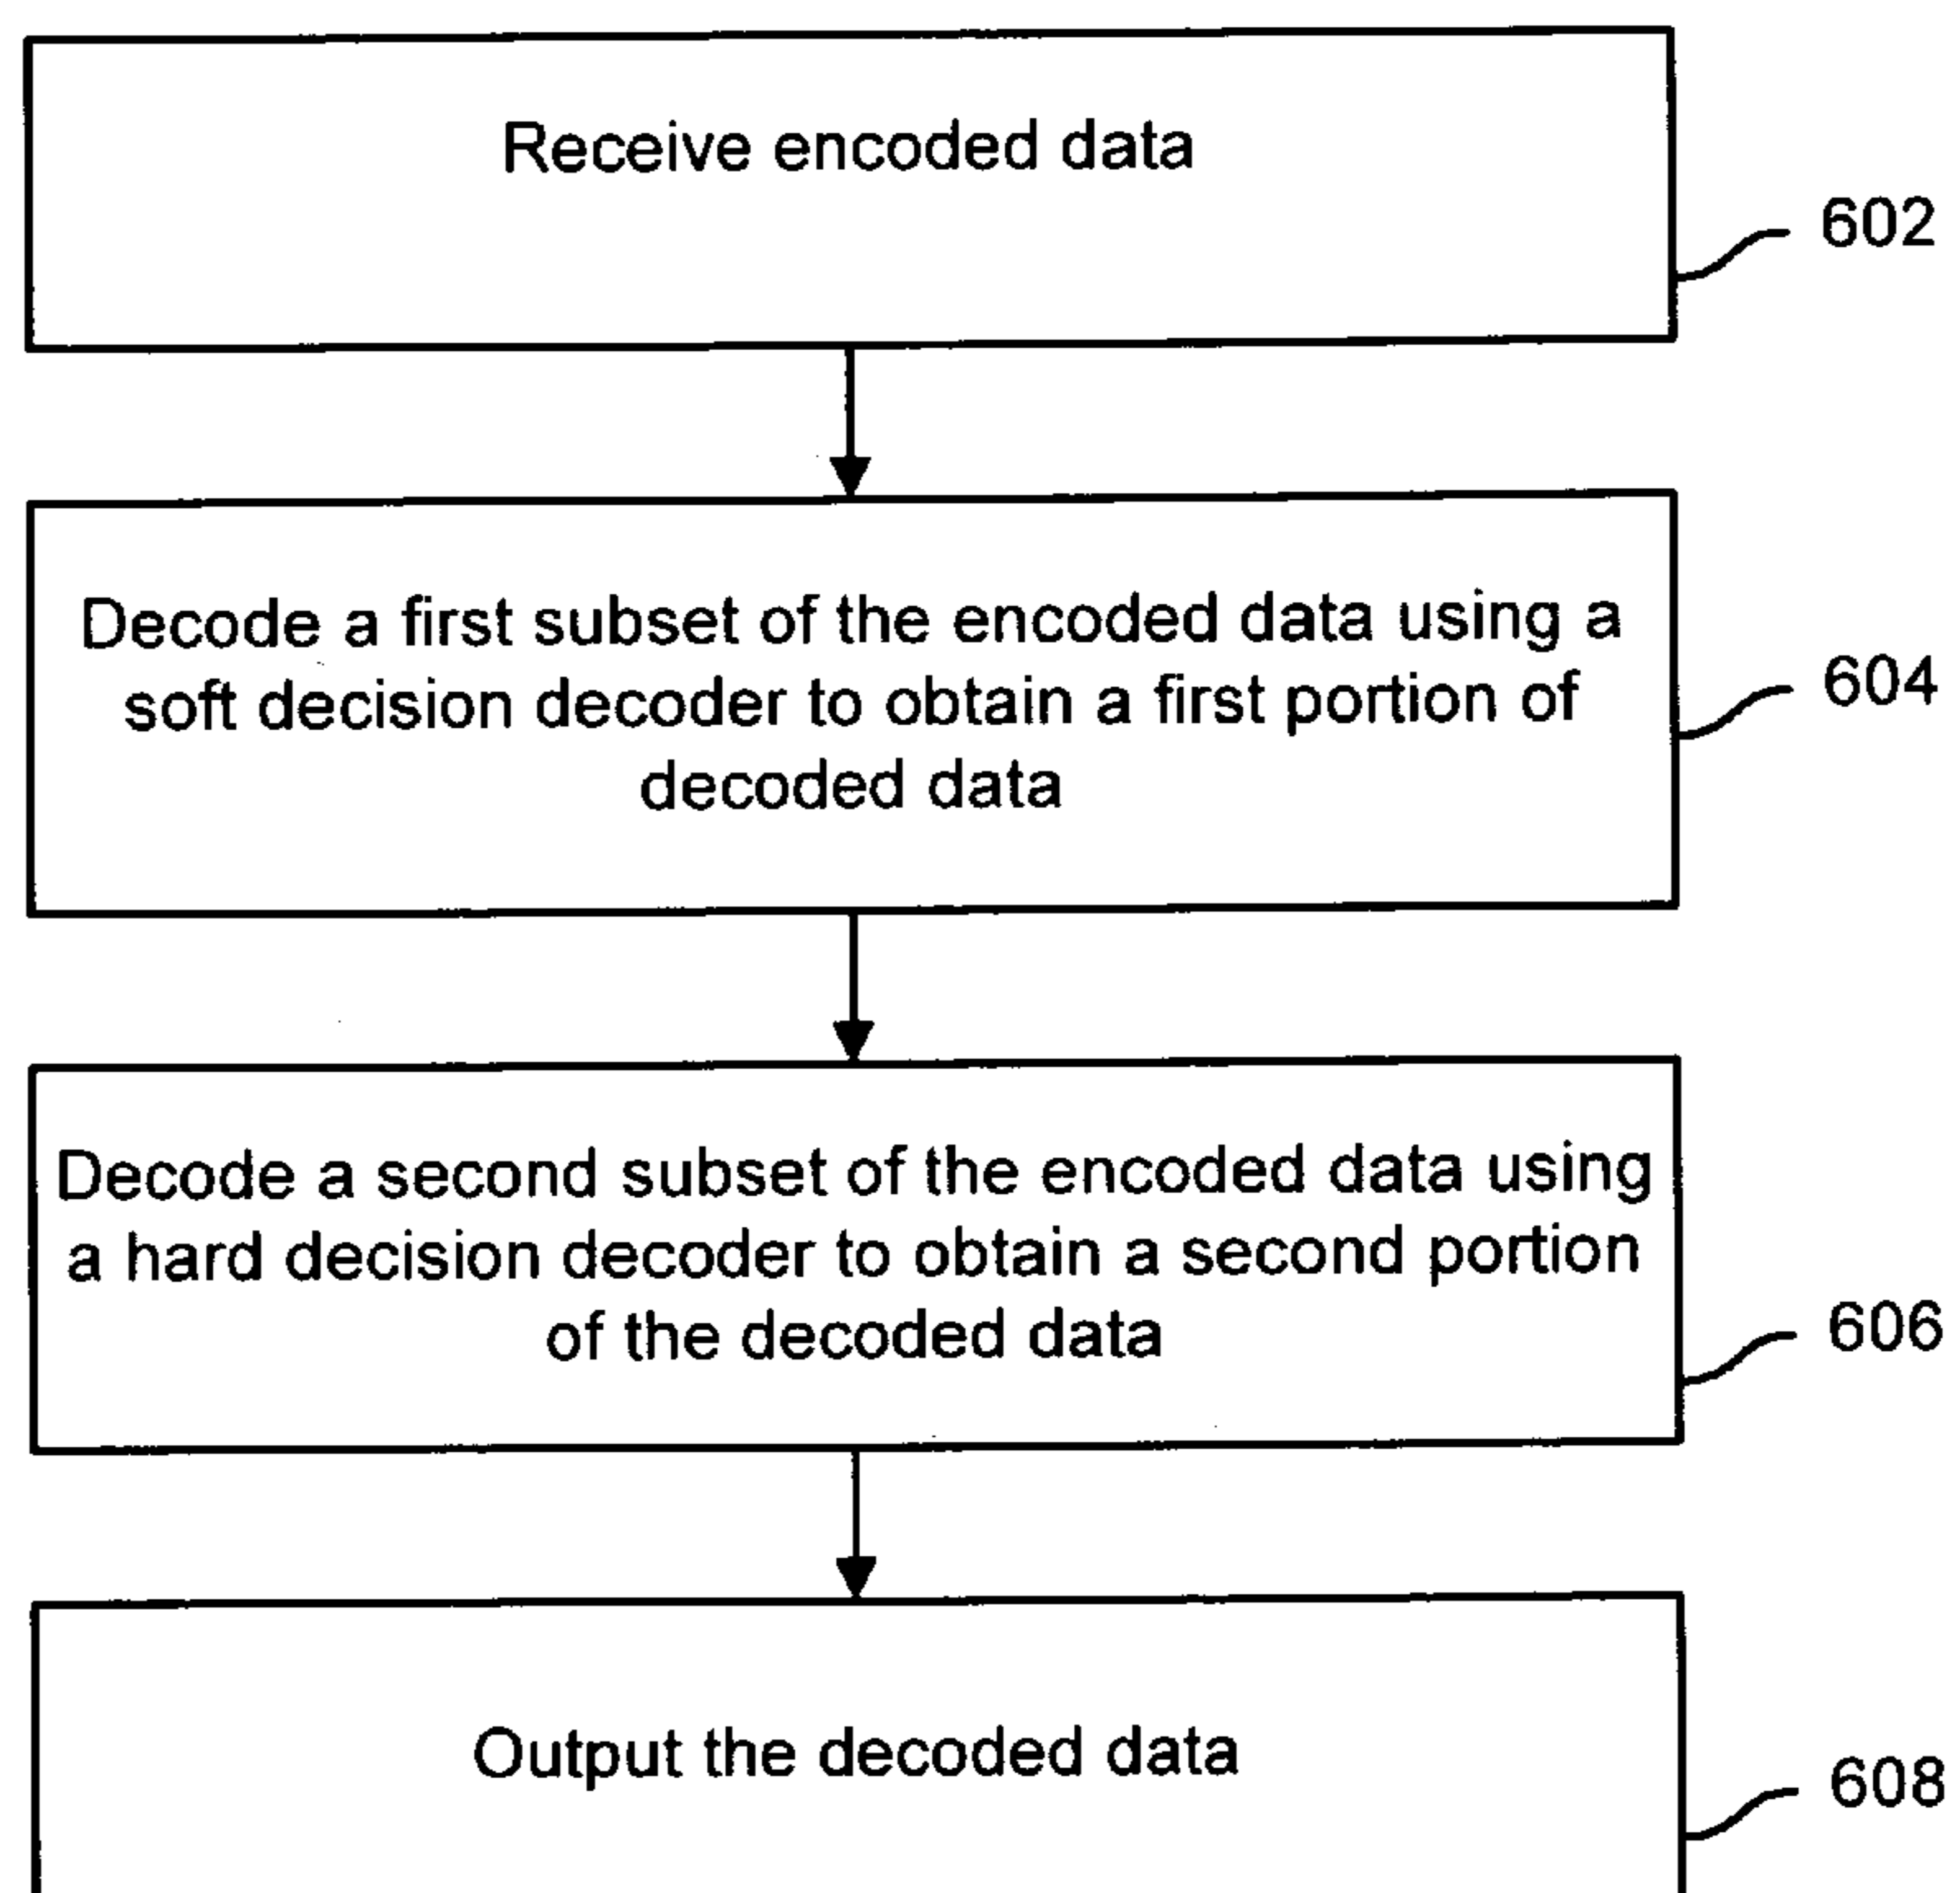 Receive encoded data
602
Decode a first subset of the encoded data using a
soft decision decoder to obtain a first portion of
decoded data
604
Decode a second subset of the encoded data using
a hard decision decoder to obtain a second portion
of the decoded data
606
Output the decoded data
608